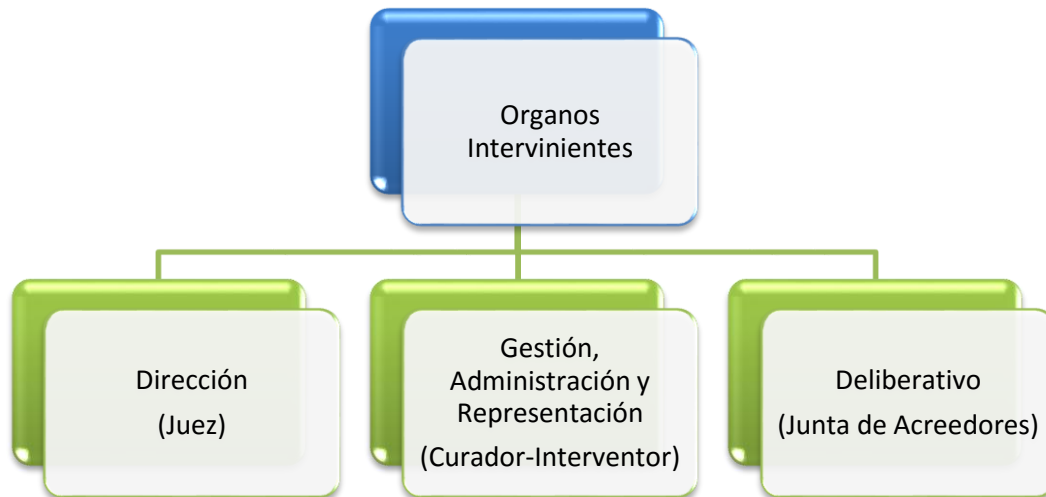 Organos
Intervinientes
Dirección
(Juez)
Gestión,
Administración y
Representación
(Curador-Interventor)
Deliberativo
(Junta de Acreedores)